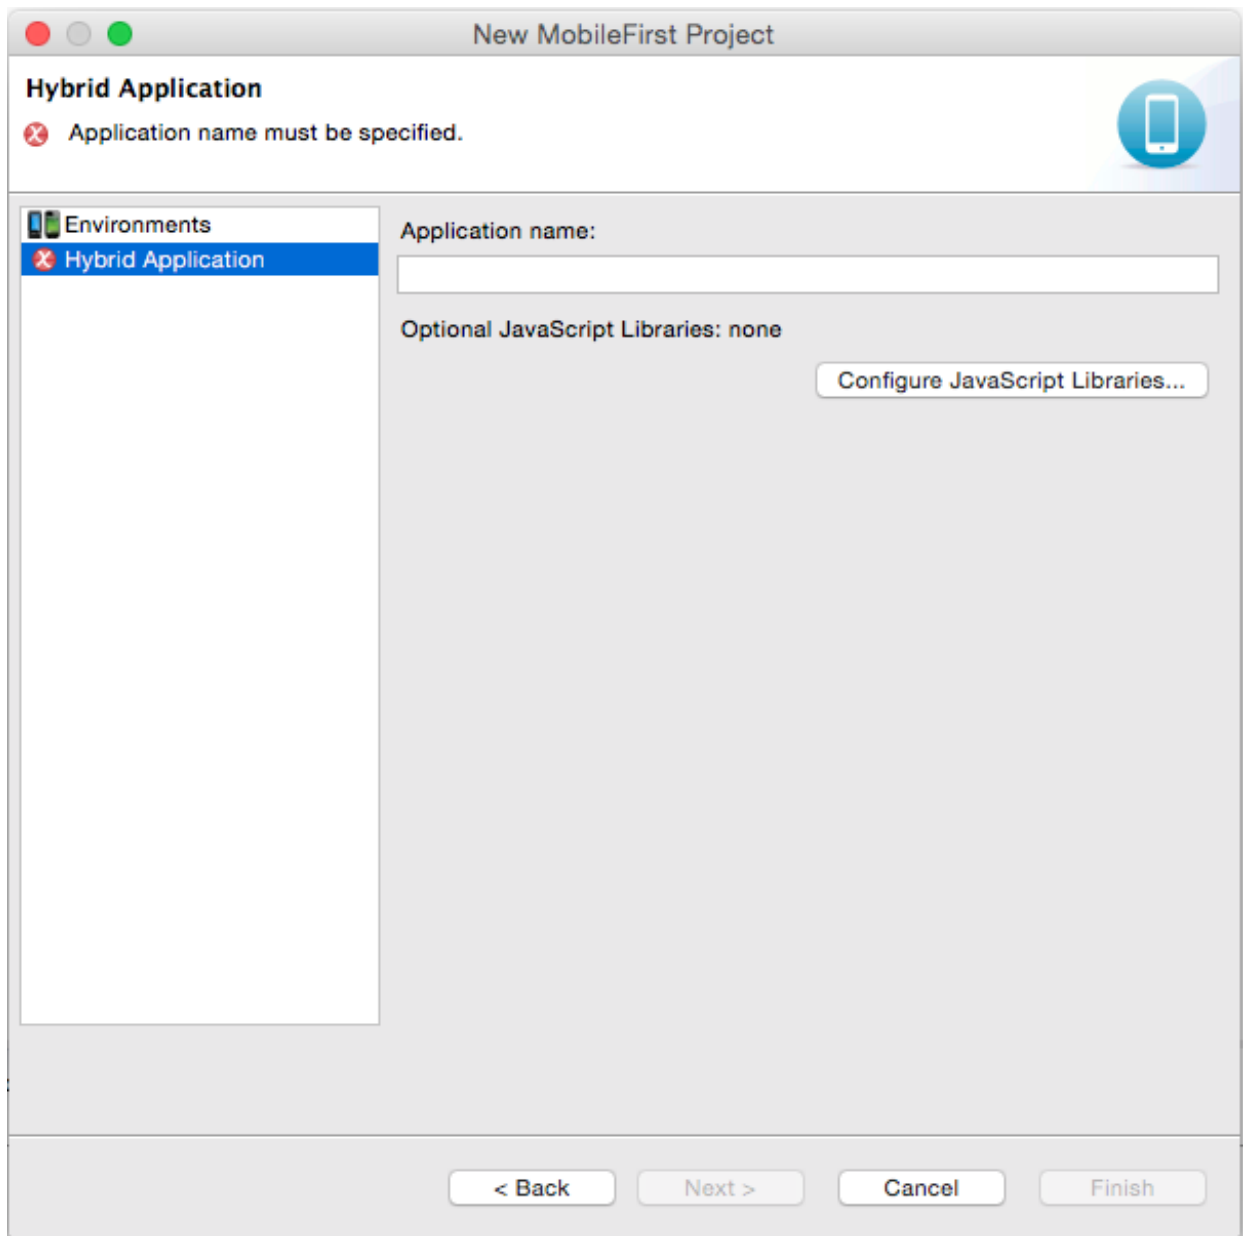 New MobileFirst Project
Hybrid Application
Application name must be specified.
Environments
Hybrid Application
Application name:
Optional JavaScript Libraries: none
Configure JavaScript Libraries...
< Back
Next >
Cancel
Finish